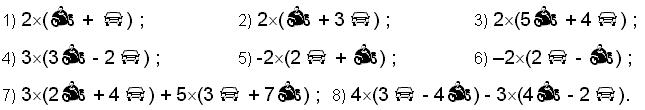 1) 2×(🏍 + 🚘) ; 2) 2×(🏍 + 3 🚘) ; 3) 2×(5🏍 + 4 🚘) ;
4) 3×(3🏍 - 2 🚘) ; 5) -2×(2 🚘 + 🏍) ; 6) –2×(2 🚘 - 🏍) ;
7) 3×(2🏍 + 4 🚘) + 5×(3 🚘 + 7🏍) ; 8) 4×(3 🚘 - 4🏍) - 3×(4🏍 - 2 🚘).